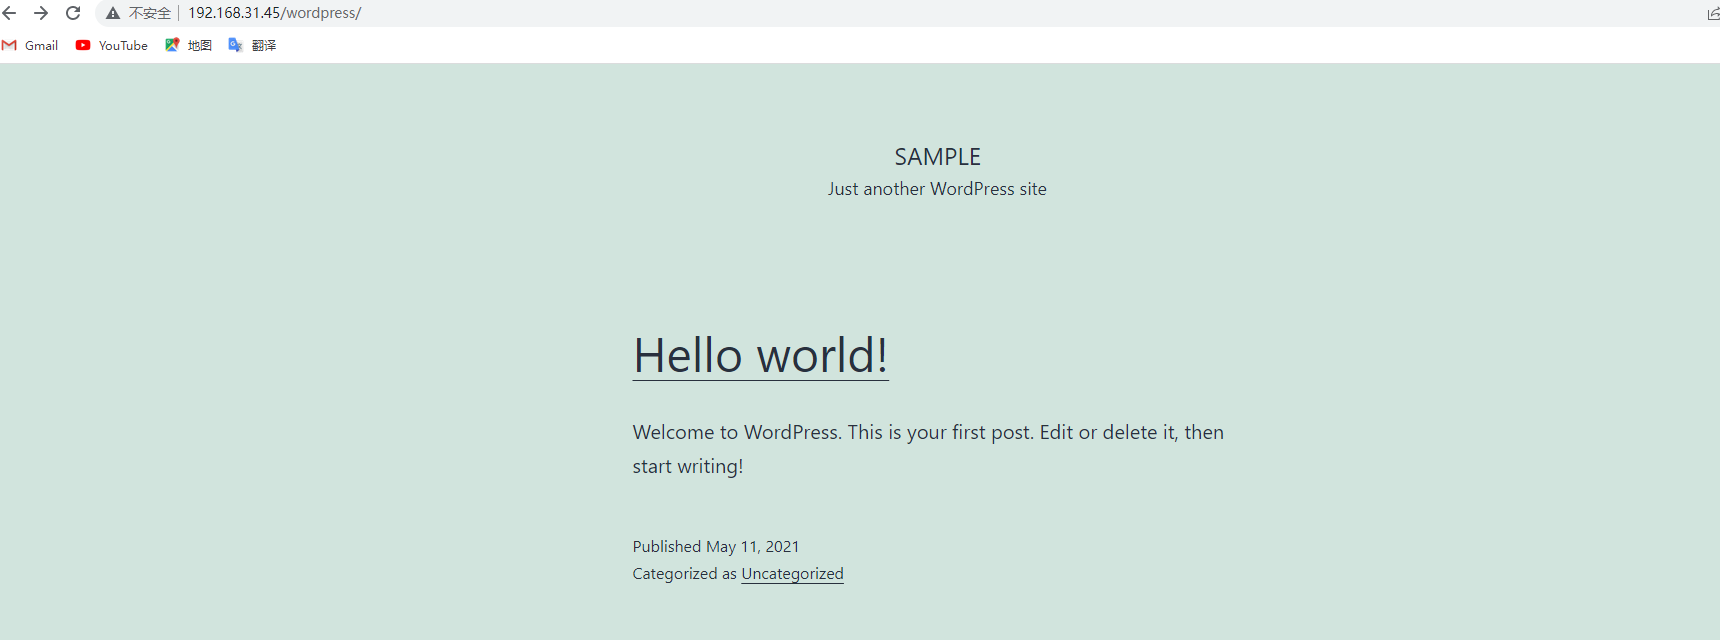 不安全 192.168.31.45/wordpress/
Gmail YouTube 地图 翻译
SAMPLE
Just another WordPress site
Hello world!
Welcome to WordPress. This is your first post. Edit or delete it, then
start writing!
Published May 11, 2021
Categorized as Uncategorized